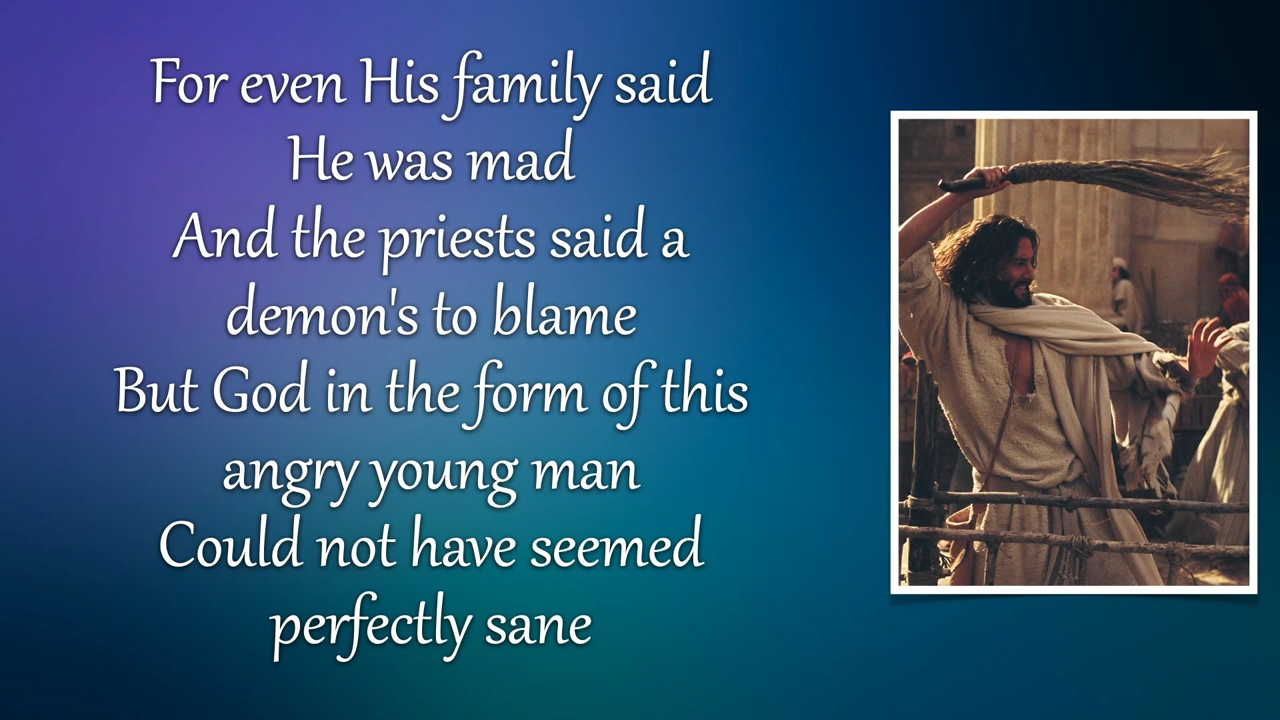 For even His family said
He was mad
And the priests said a
demon's to blame
But God in the form of this
angry young man
Could not have seemed
perfectly sane